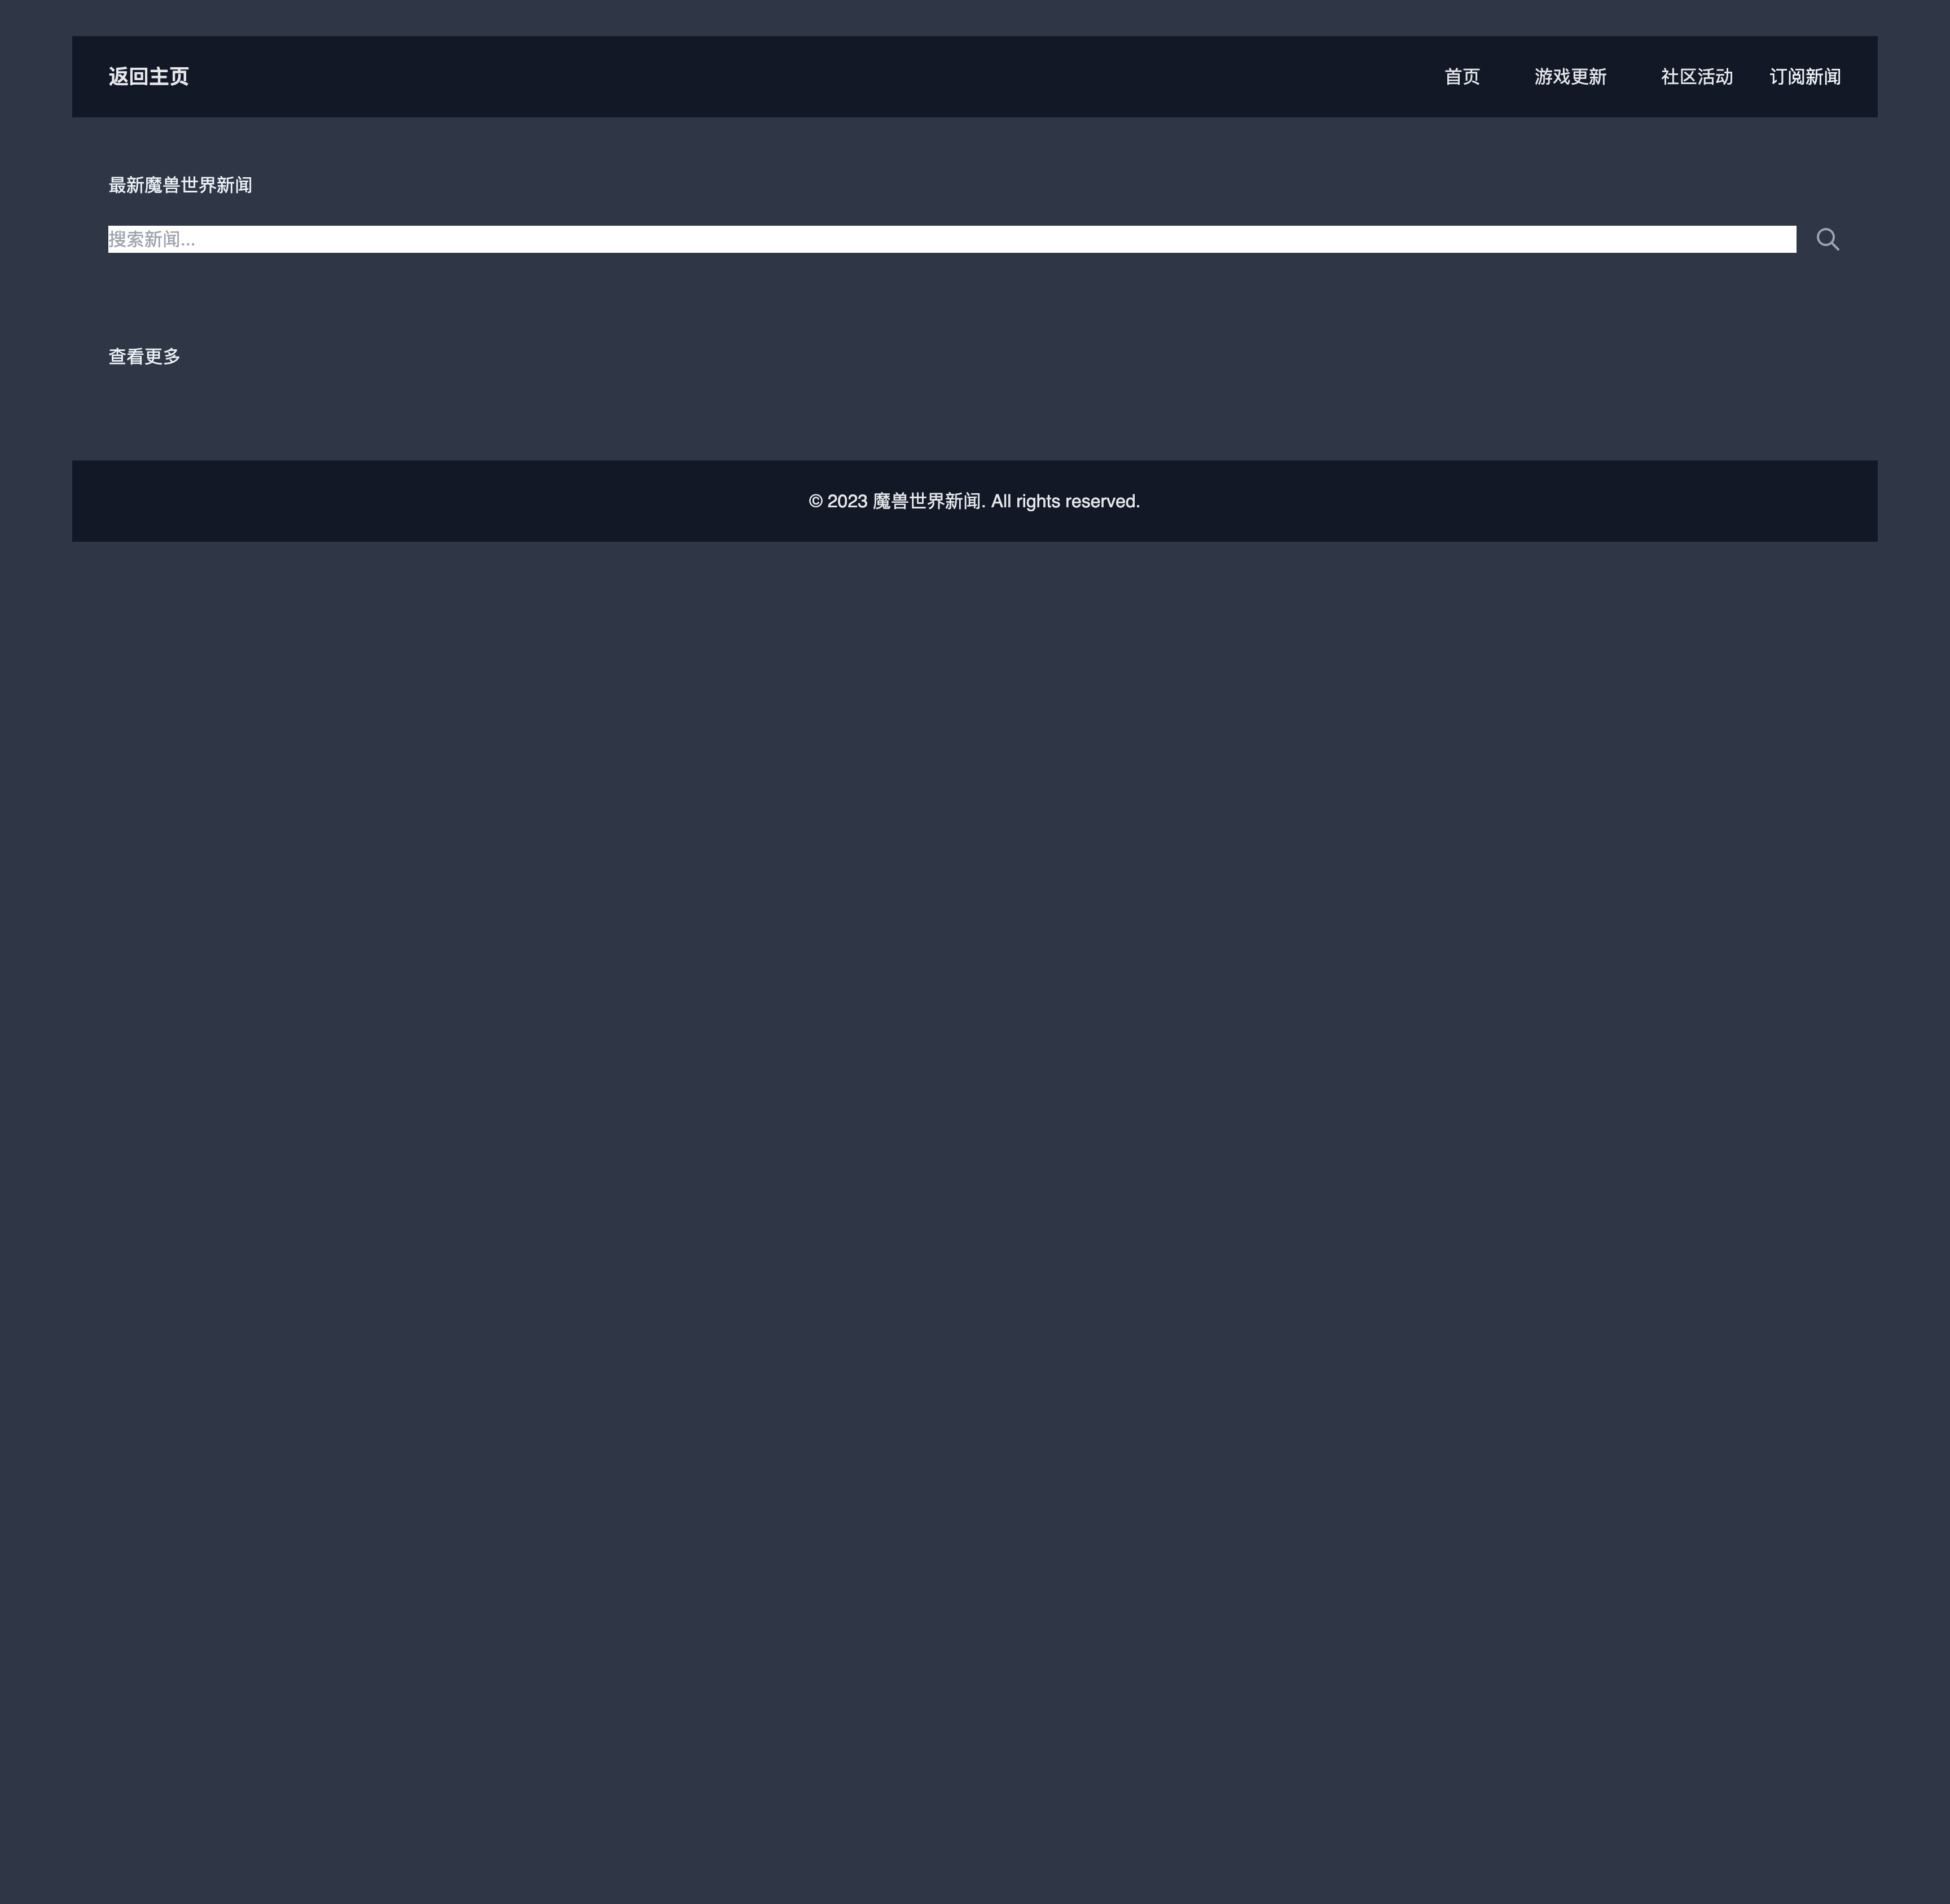 返回主页 首页 游戏更新 社区活动 订阅新闻
最新魔兽世界新闻
搜索新闻...
查看更多
© 2023 魔兽世界新闻. All rights reserved.